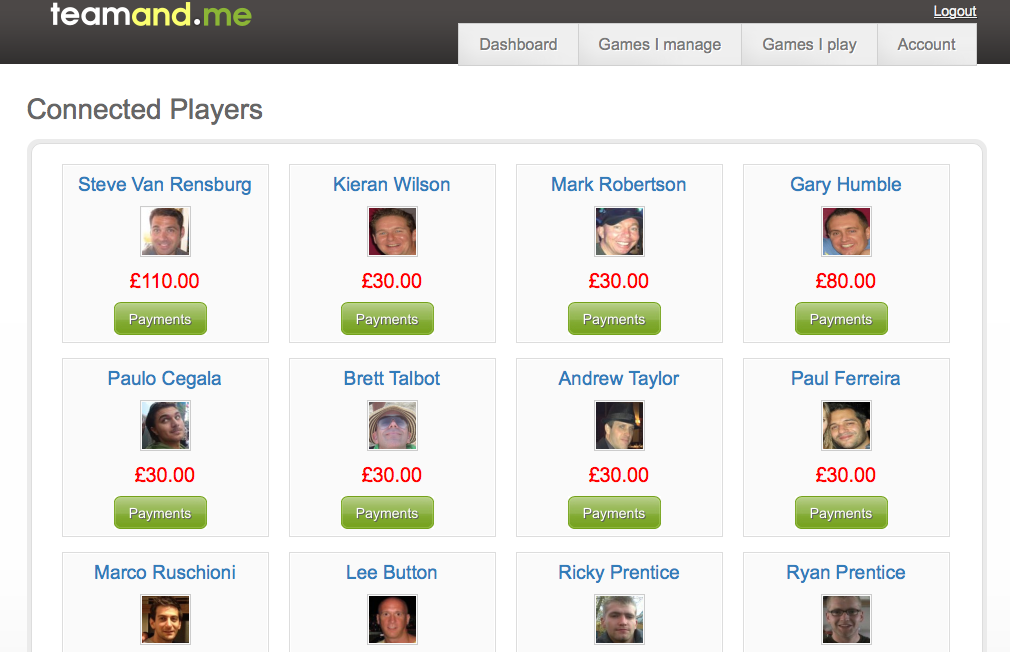 teamand.me
Logout
Dashboard
Games I manage
Games I play
Account
Connected Players
Steve Van Rensburg
Kieran Wilson
Mark Robertson
Gary Humble
£110.00
£30.00
£30.00
£80.00
Payments
Payments
Payments
Payments
Paulo Cegala
Brett Talbot
Andrew Taylor
Paul Ferreira
£30.00
£30.00
£30.00
£30.00
Payments
Payments
Payments
Payments
Marco Ruschioni
Lee Button
Ricky Prentice
Ryan Prentice